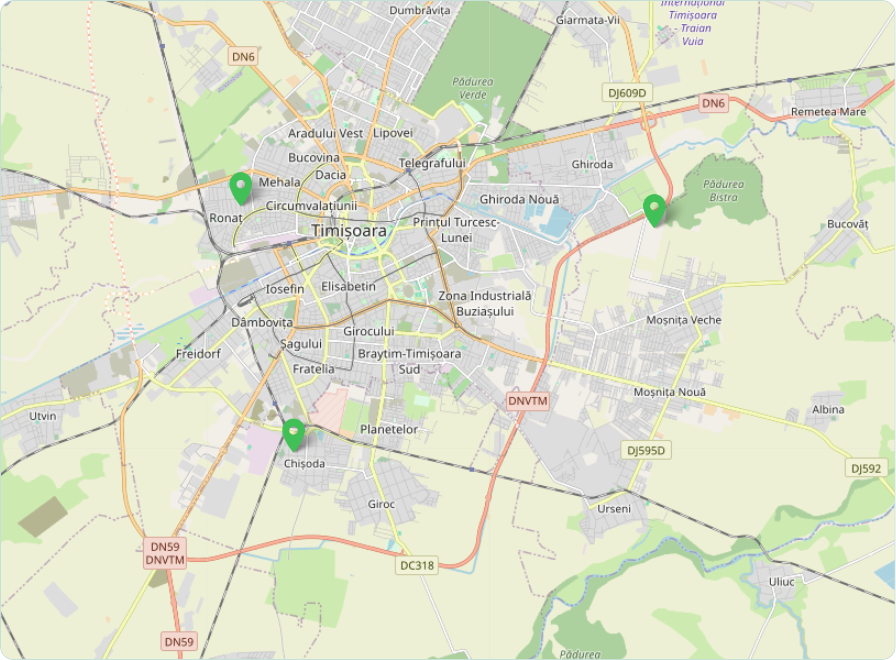 Dumbrăvița
Internațional
Timișoara
- Traian
Vuia
Giarmata-Vii
DN6
Pădurea
Verde
DJ609D
DN6
Remetea Mare
Aradului Vest
Lipovei
Bucovina
Dacia
Telegrafului
Ghiroda
Mehala
Pădurea
Bistra
Ronaț
Circumvalațiunii
Ghiroda Nouă
Timișoara
Prințul Turcesc-
Lunei
Bucovăț
Iosefin
Elisabetin
Zona Industrială
Buziașului
Dâmbovița
Girocului
Moșnița Veche
Freidorf
Șagului
Braytim-Timișoara
Sud
Fratelia
Moșnița Nouă
DNVTM
Utvin
Albina
Planetelor
DJ595D
Chișoda
DJ592
Giroc
Urseni
DN59
DNVTM
DC318
Uliuc
DN59
Pădurea